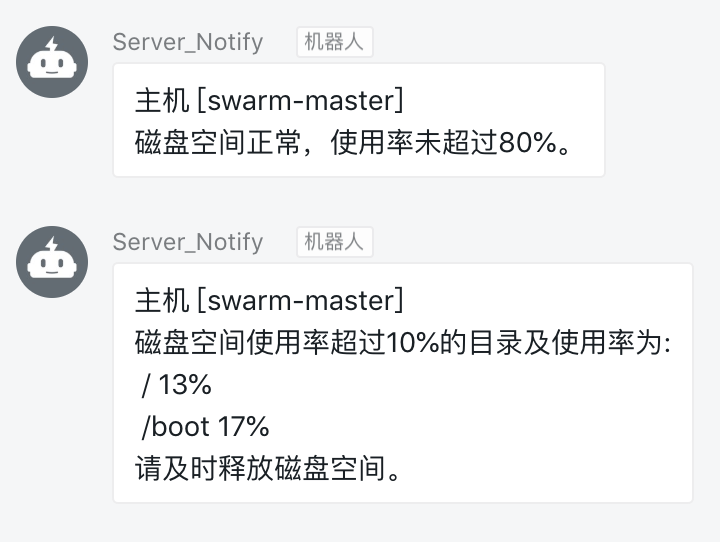 Server_Notify 机器人
主机 [swarm-master]
磁盘空间正常，使用率未超过80%。
Server_Notify 机器人
主机 [swarm-master]
磁盘空间使用率超过10%的目录及使用率为:
/ 13%
/boot 17%
请及时释放磁盘空间。